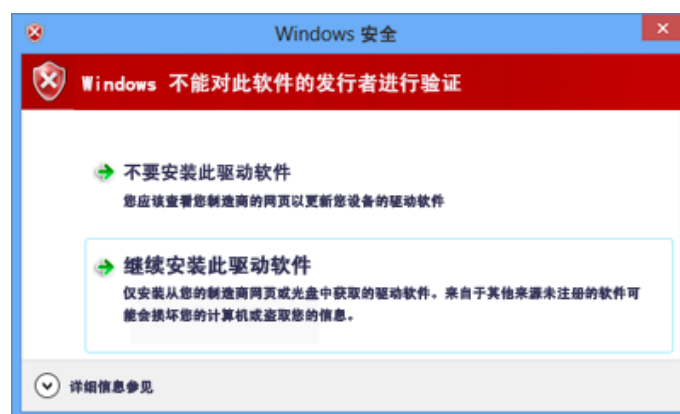 Windows 安全
Windows 不能对此软件的发行者进行验证
不要安装此驱动软件
您应该查看您制造商的网页以更新您设备的驱动软件
继续安装此驱动软件
仅安装从您的制造商网页或光盘中获取的驱动软件。来自于其他来源未注册的软件可
能会损坏您的计算机或盗取您的信息。
详细信息参见